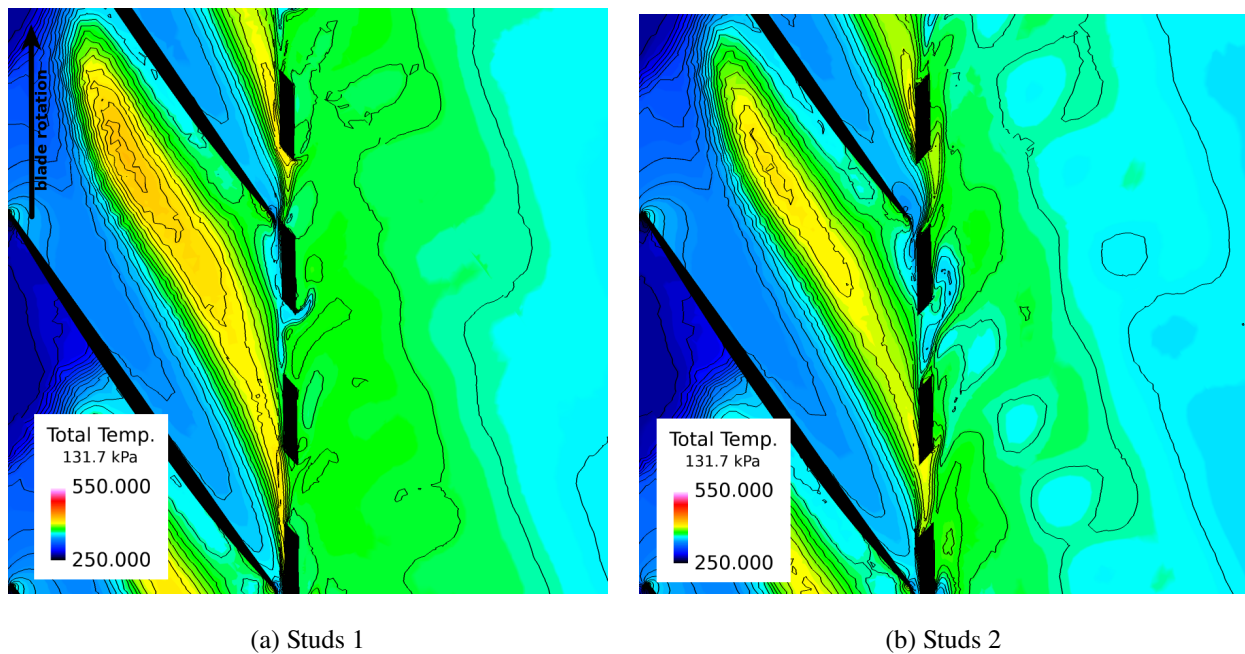 blade rotation
Total Temp.
131.7 kPa
550.000
250.000
Total Temp.
131.7 kPa
550.000
250.000
(a) Studs 1
(b) Studs 2